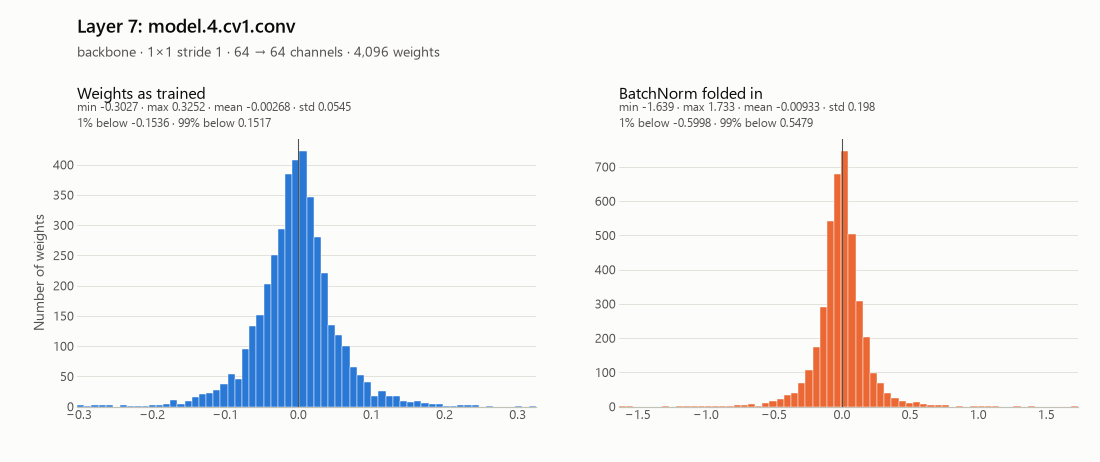 Layer 7: model.4.cv1.conv
backbone · 1×1 stride 1 · 64 → 64 channels · 4,096 weights
Weights as trained
min -0.3027 · max 0.3252 · mean -0.00268 · std 0.0545
1% below -0.1536 · 99% below 0.1517
Number of weights
400
350
300
250
200
150
100
50
0
−0.3 −0.2 −0.1 0.0 0.1 0.2 0.3
BatchNorm folded in
min -1.639 · max 1.733 · mean -0.00933 · std 0.198
1% below -0.5998 · 99% below 0.5479
700
600
500
400
300
200
100
0
−1.5 −1.0 −0.5 0.0 0.5 1.0 1.5